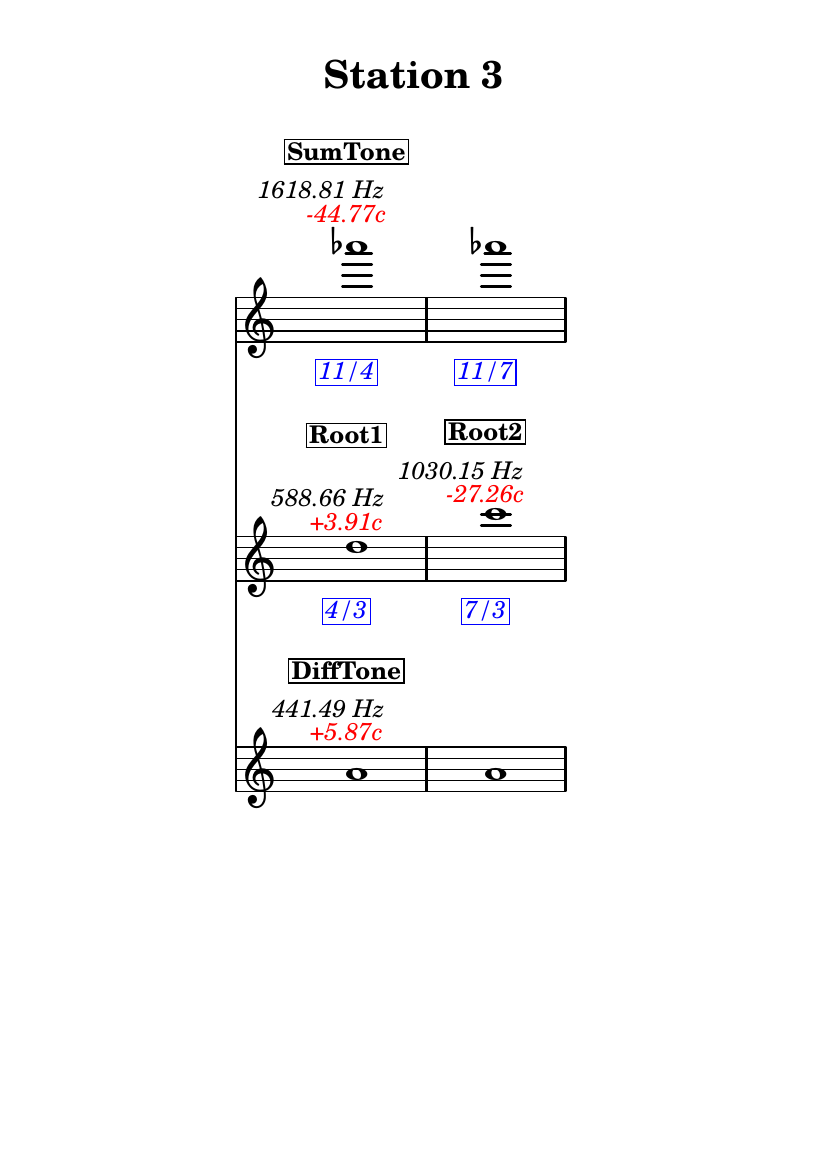 Station 3
SumTone
1618.81 Hz
-44.77c
11/4 11/7
Root1 Root2
1030.15 Hz
-27.26c
588.66 Hz
+3.91c
4/3 7/3
DiffTone
441.49 Hz
+5.87c